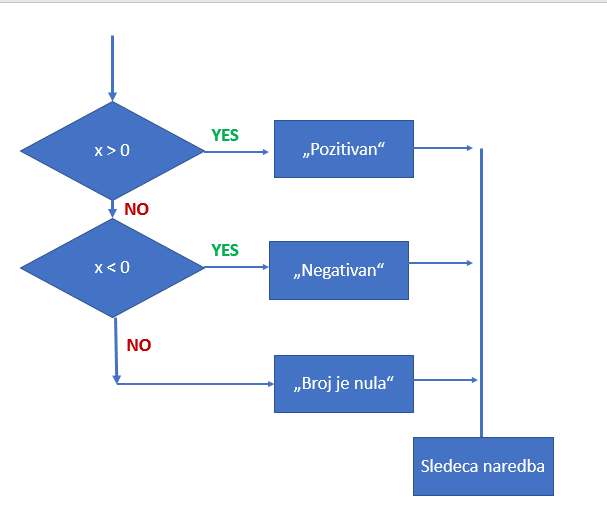 x > 0
YES
„Pozitivan“
NO
x < 0
YES
„Negativan“
NO
„Broj je nula“
Sledeca naredba